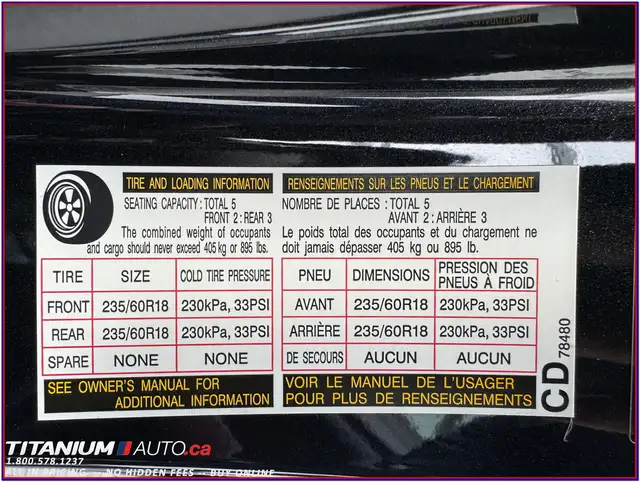 TIRE AND LOADING INFORMATION
SEATING CAPACITY: TOTAL 5
FRONT 2: REAR 3
The combined weight of occupants
and cargo should never exceed 405 kg or 895 lbs.
TIRE SIZE COLD TIRE PRESSURE
FRONT 235/60R18 230kPa, 33PSI
REAR 235/60R18 230kPa, 33PSI
SPARE NONE NONE
SEE OWNER'S MANUAL FOR
ADDITIONAL INFORMATION
RENSEIGNEMENTS SUR LES PNEUS ET LE CHARGEMENT
NOMBRE DE PLACES: TOTAL 5
AVANT 2: ARRIÈRE 3
Le poids total des occupants et du chargement ne
doit jamais dépasser 405 kg ou 895 lb.
PNEU DIMENSIONS PRESSION DES
PNEUS À FROID
AVANT 235/60R18 230kPa, 33PSI
ARRIÈRE 235/60R18 230kPa, 33PSI
DE SECOURS AUCUN AUCUN
VOIR LE MANUEL DE L'USAGER
POUR PLUS DE RENSEIGNEMENTS
CD 78480
TITANIUM AUTO.ca
1.800.578.1237
ALL IN PRICING -- NO HIDDEN FEES -- BUY ONLINE